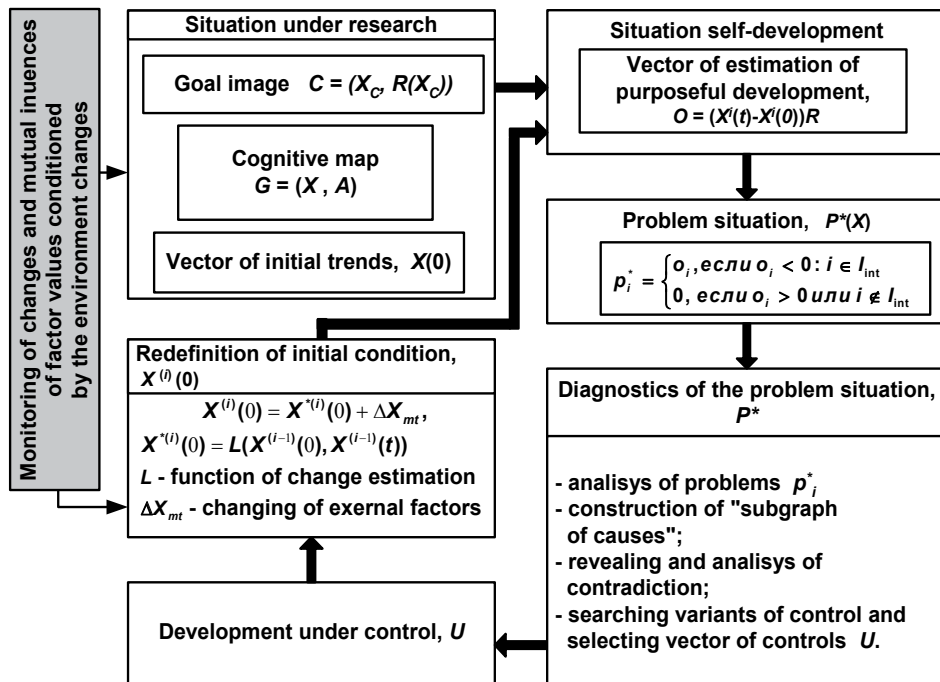 Monitoring of changes and mutual inuences
of factor values conditioned
by the environment changes
Situation under research
Goal image C = (X_C, R(X_C))
Cognitive map
G = (X , A)
Vector of initial trends, X(0)
Situation self-development
Vector of estimation of
purposeful development,
O = (X^i(t)-X^i(0))R
Problem situation, P*(X)
p_i^* = { o_i , если o_i < 0 : i ∈ I_int
0, если o_i > 0 или i ∉ I_int
Diagnostics of the problem situation,
P*
- analisys of problems p^*_i
- construction of "subgraph
of causes";
- revealing and analisys of
contradiction;
- searching variants of control and
selecting vector of controls U.
Development under control, U
Redefinition of initial condition,
X^(i)(0)
X^(i)(0) = X^*(i)(0) + ΔX_mt ,
X^*(i)(0) = L(X^(i−1)(0), X^(i−1)(t))
L - function of change estimation
ΔX_mt - changing of exernal factors